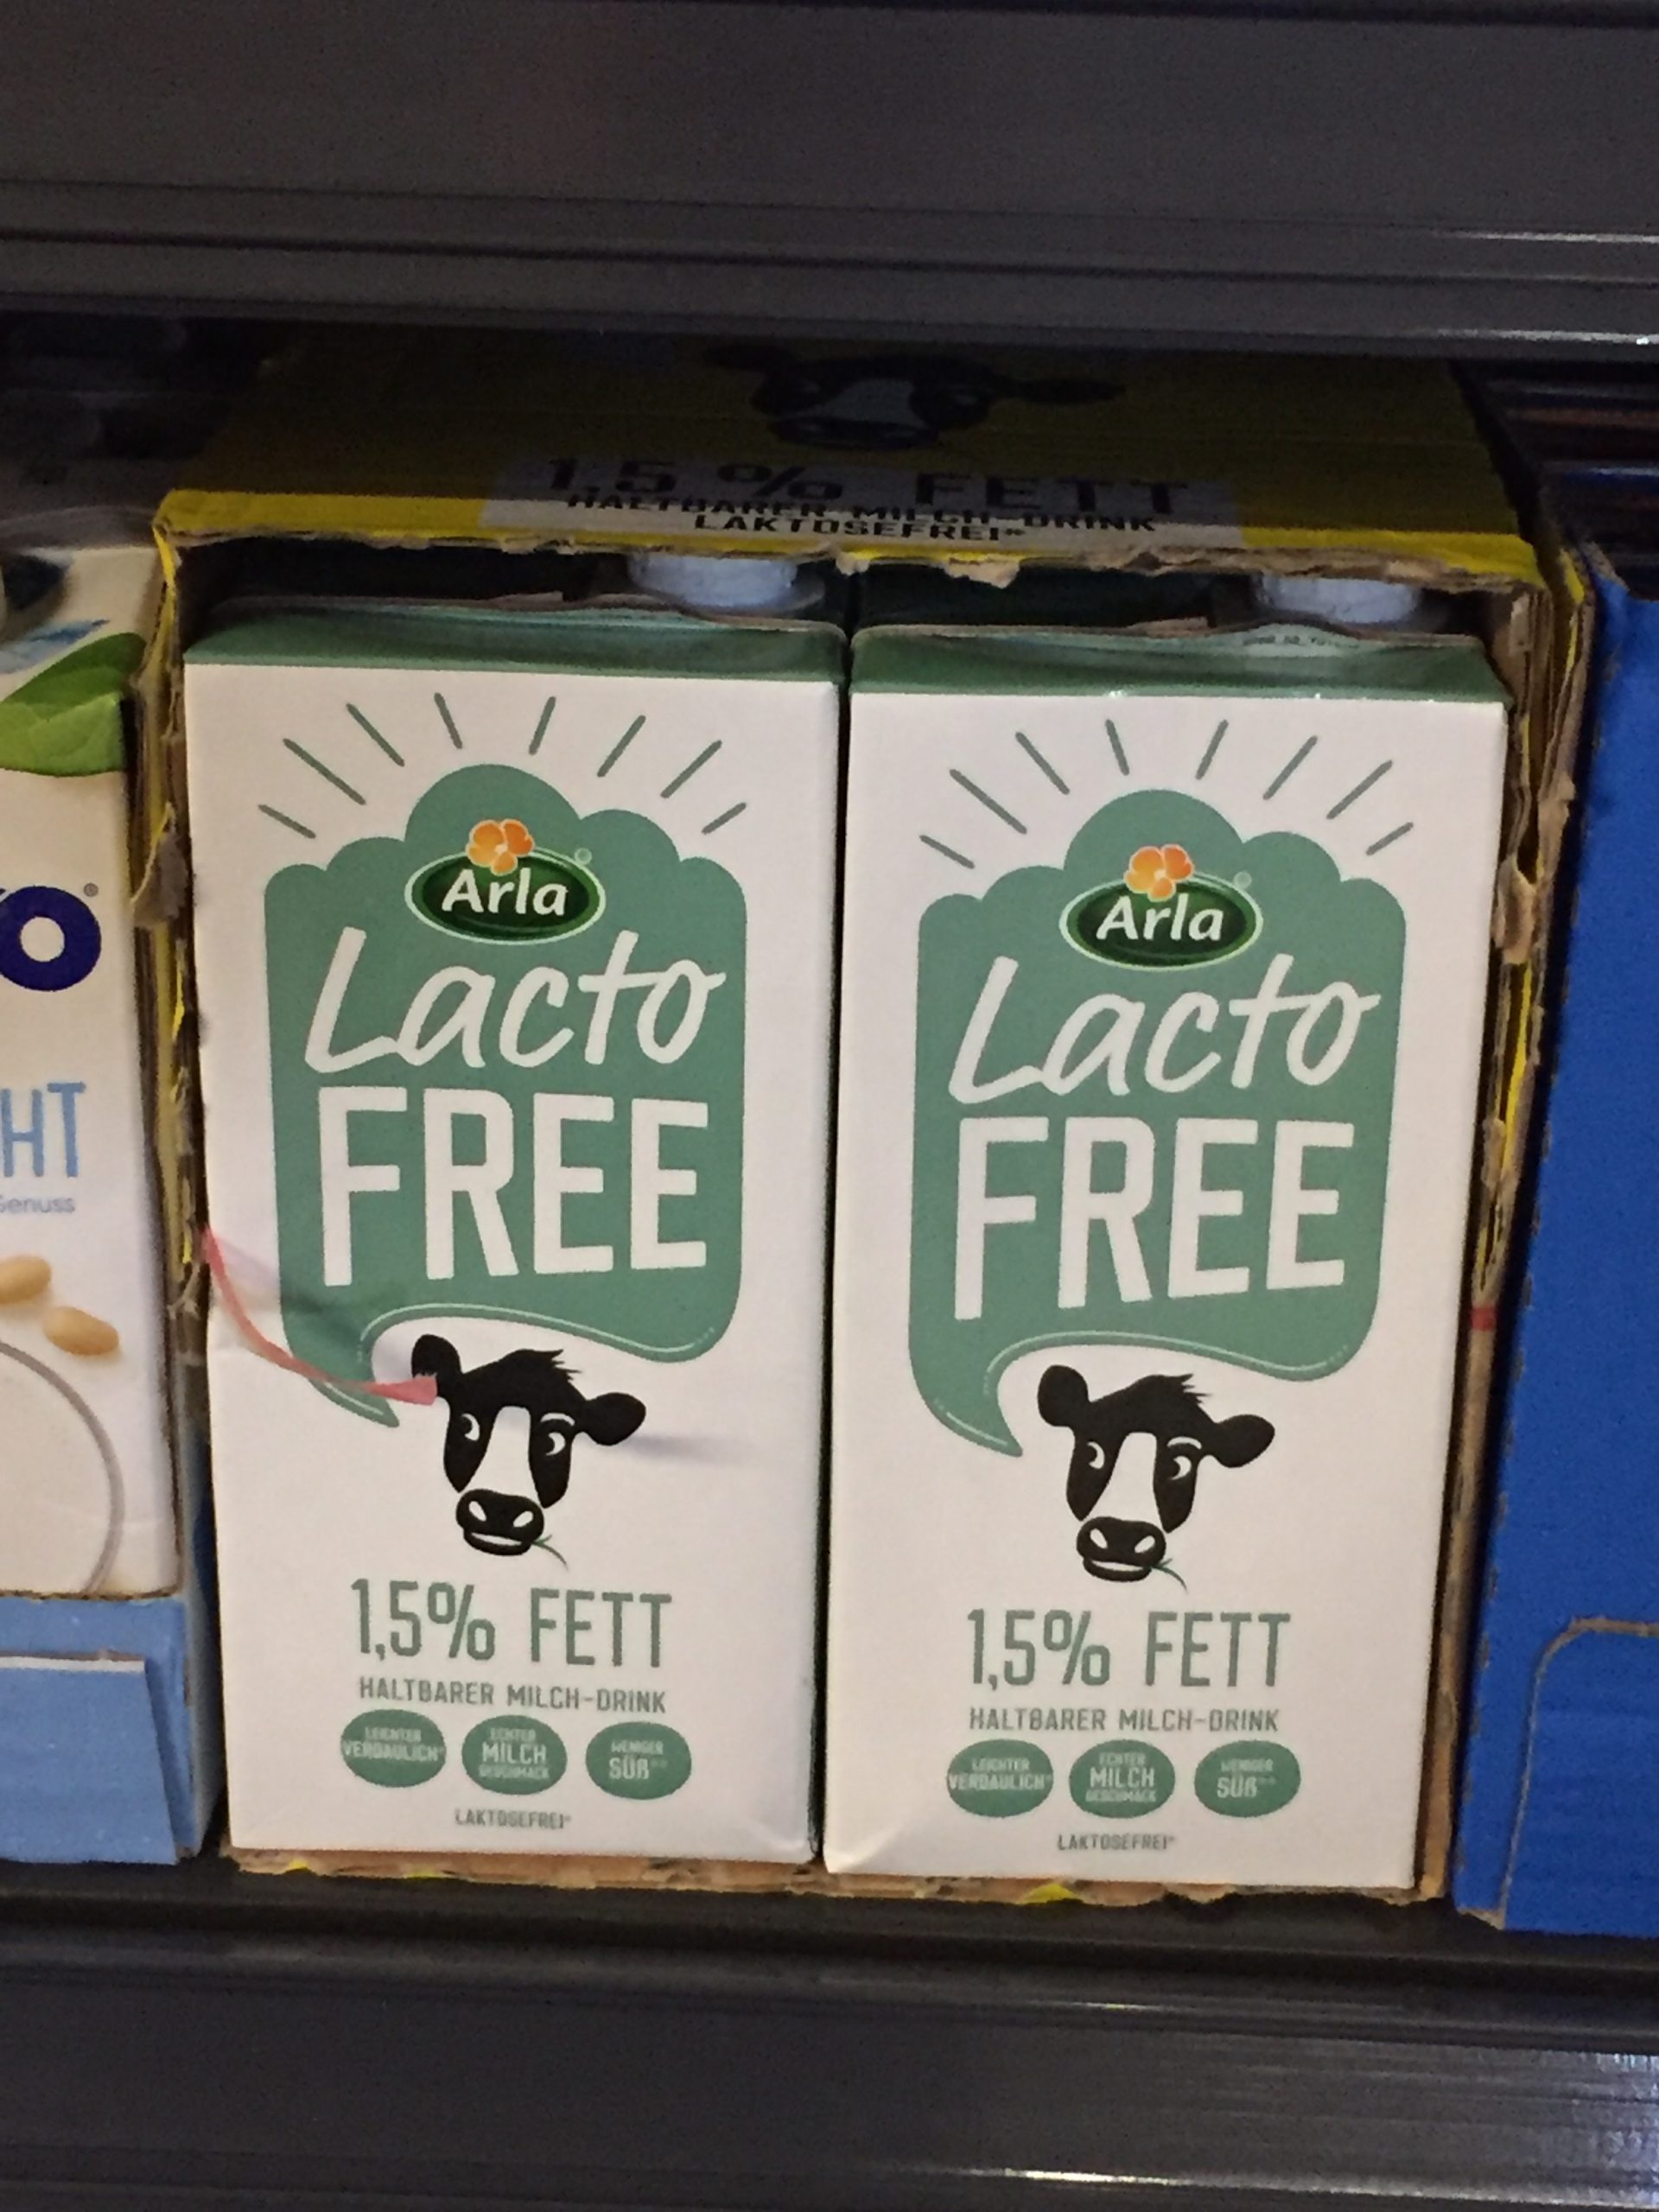 1,5 % FETT
HALTBARER MILCH-DRINK
LAKTOSEFREI*
O®
HT
Genuss
Arla®
Lacto
FREE
1,5% FETT
HALTBARER MILCH-DRINK
LEICHTER
VERDAULICH*
ECHTER
MILCH
GESCHMACK
WENIGER
SÜß**
LAKTOSEFREI*
Arla®
Lacto
FREE
1,5% FETT
HALTBARER MILCH-DRINK
LEICHTER
VERDAULICH*
ECHTER
MILCH
GESCHMACK
WENIGER
SÜß**
LAKTOSEFREI*